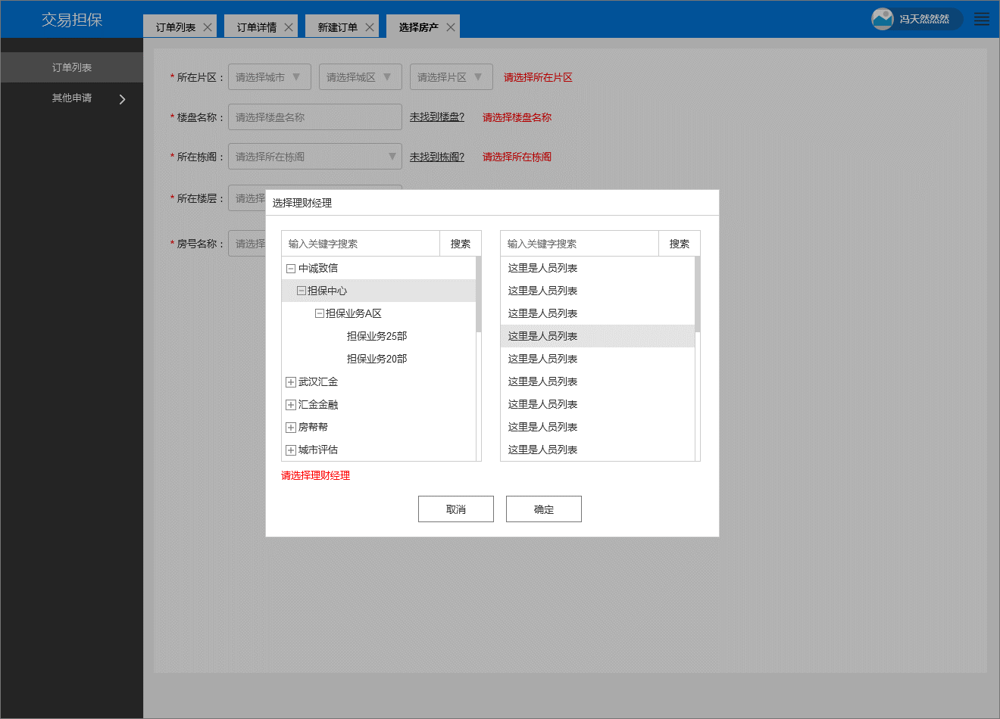 交易担保
订单列表
订单详情
新建订单
选择房产
冯天然然然
订单列表
其他申请
* 所在片区： 请选择城市 请选择城区 请选择片区 请选择所在片区
* 楼盘名称： 请选择楼盘名称 未找到楼盘? 请选择楼盘名称
* 所在栋阁： 请选择所在栋阁 未找到栋阁? 请选择所在栋阁
* 所在楼层： 请选择
* 房号名称： 请选择
选择理财经理
输入关键字搜索 搜索
中诚致信
担保中心
担保业务A区
担保业务25部
担保业务20部
武汉汇金
汇金金融
房帮帮
城市评估
输入关键字搜索 搜索
这里是人员列表
这里是人员列表
这里是人员列表
这里是人员列表
这里是人员列表
这里是人员列表
这里是人员列表
这里是人员列表
这里是人员列表
请选择理财经理
取消 确定